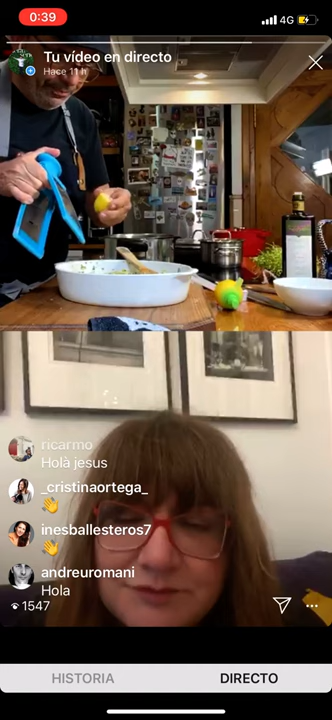 0:39
4G
Tu vídeo en directo
Hace 11 h
ricarmo
Holà jesus
_cristinaortega_
👋
inesballesteros7
👋
andreuromani
Hola
1547
HISTORIA
DIRECTO